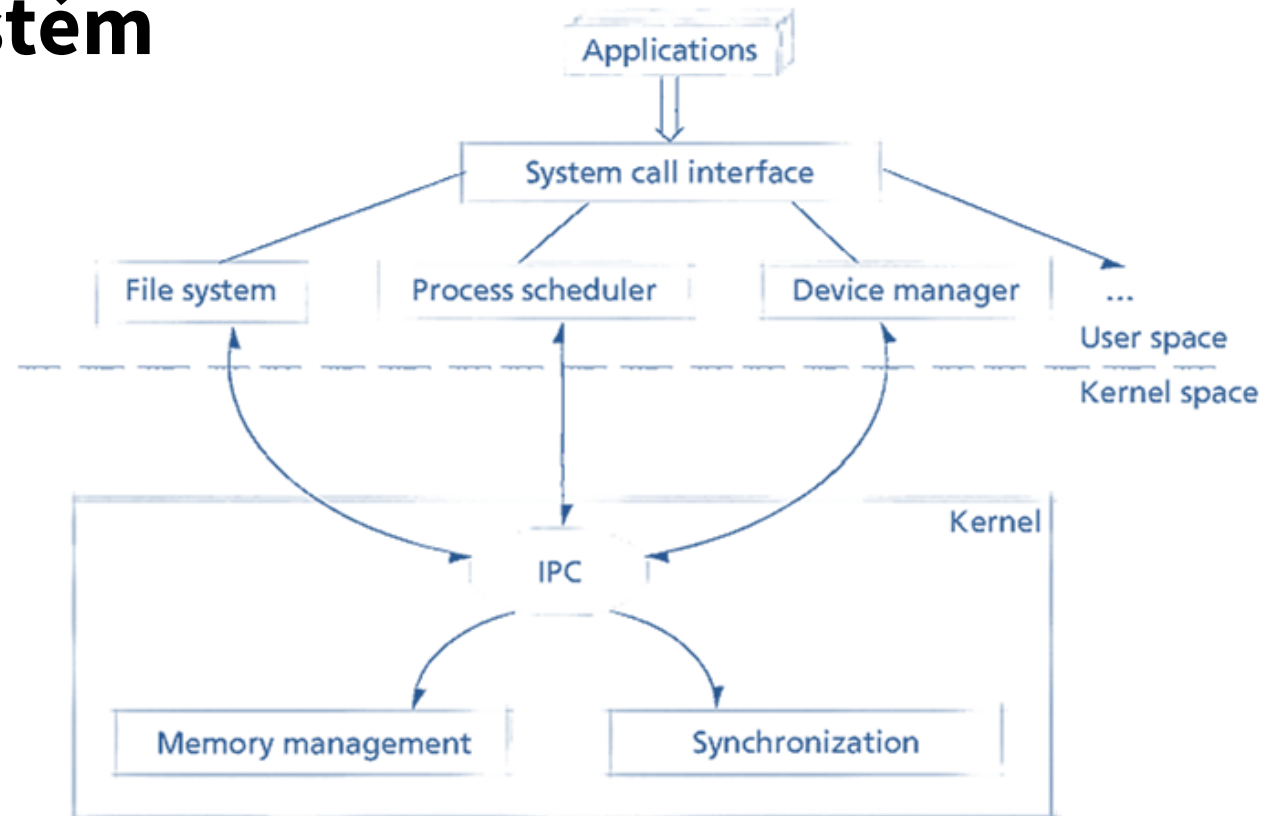 stém
Applications
System call interface
File system
Process scheduler
Device manager
...
User space
Kernel space
Kernel
IPC
Memory management
Synchronization